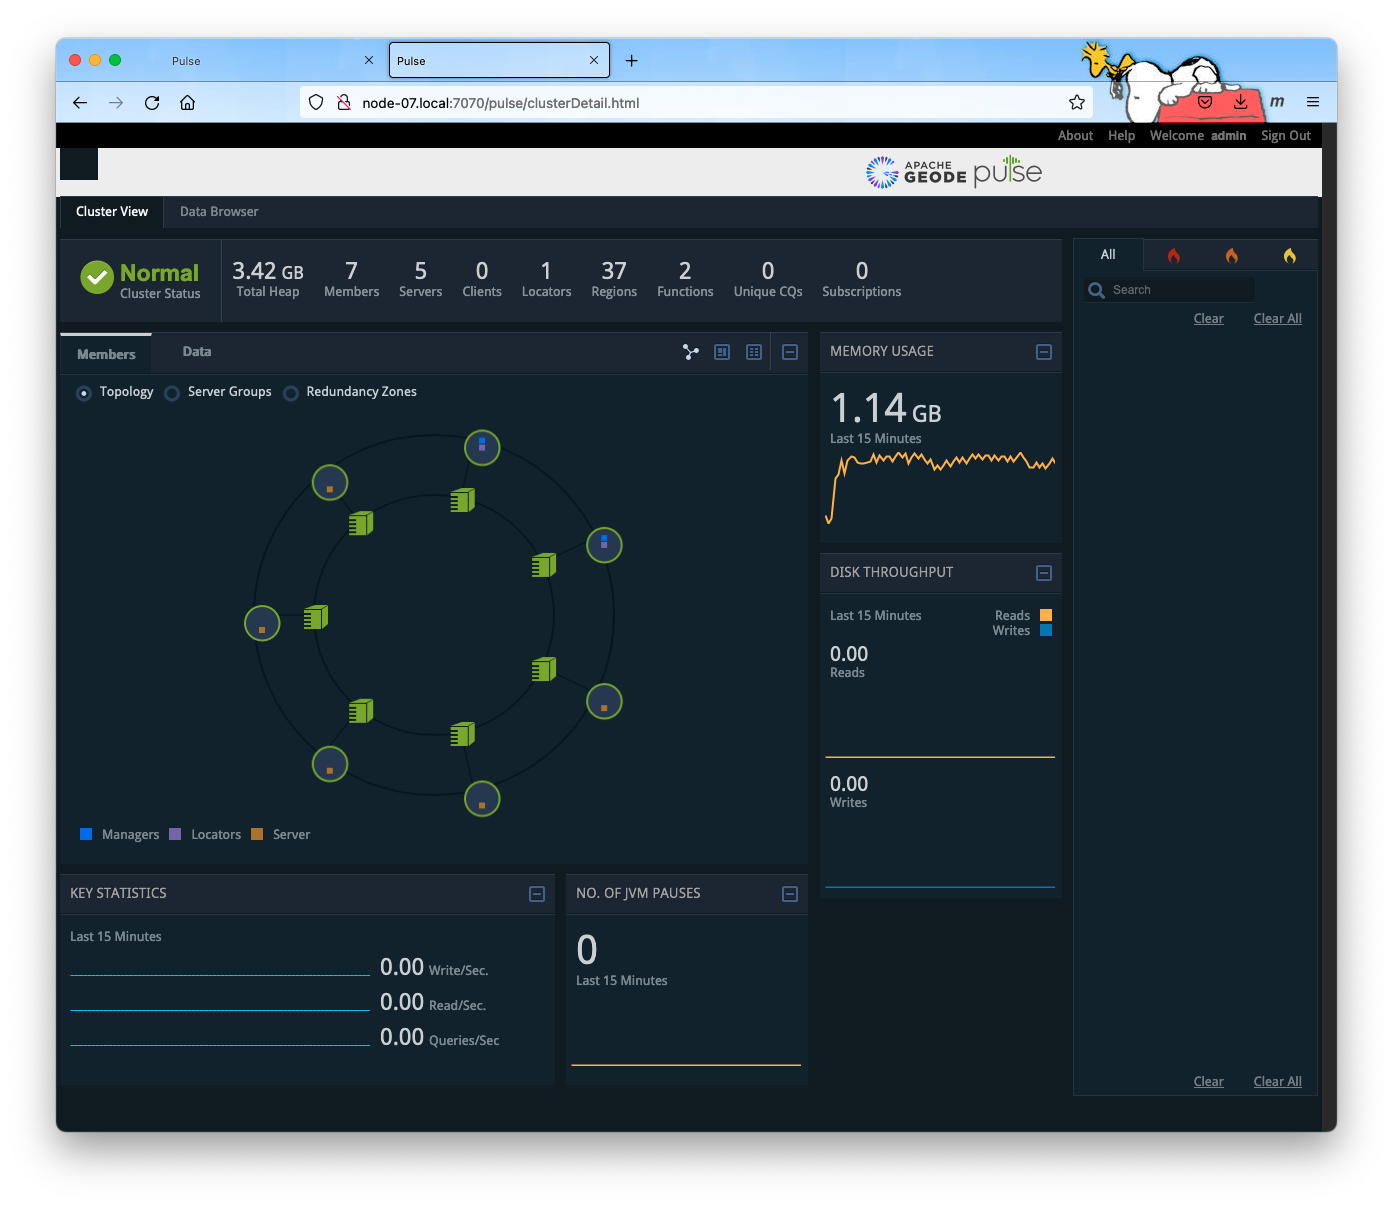 Pulse
Pulse
node-07.local:7070/pulse/clusterDetail.html
m
About Help Welcome admin Sign Out
APACHE GEODE pulse
Cluster View Data Browser
Normal
Cluster Status
3.42 GB 7 5 0 1 37 2 0 0
Total Heap Members Servers Clients Locators Regions Functions Unique CQs Subscriptions
All
Search
Clear Clear All
Members Data
Topology Server Groups Redundancy Zones
Managers Locators Server
MEMORY USAGE
1.14 GB
Last 15 Minutes
DISK THROUGHPUT
Last 15 Minutes Reads
Writes
0.00
Reads
0.00
Writes
KEY STATISTICS
Last 15 Minutes
0.00 Write/Sec.
0.00 Read/Sec.
0.00 Queries/Sec
NO. OF JVM PAUSES
0
Last 15 Minutes
Clear Clear All